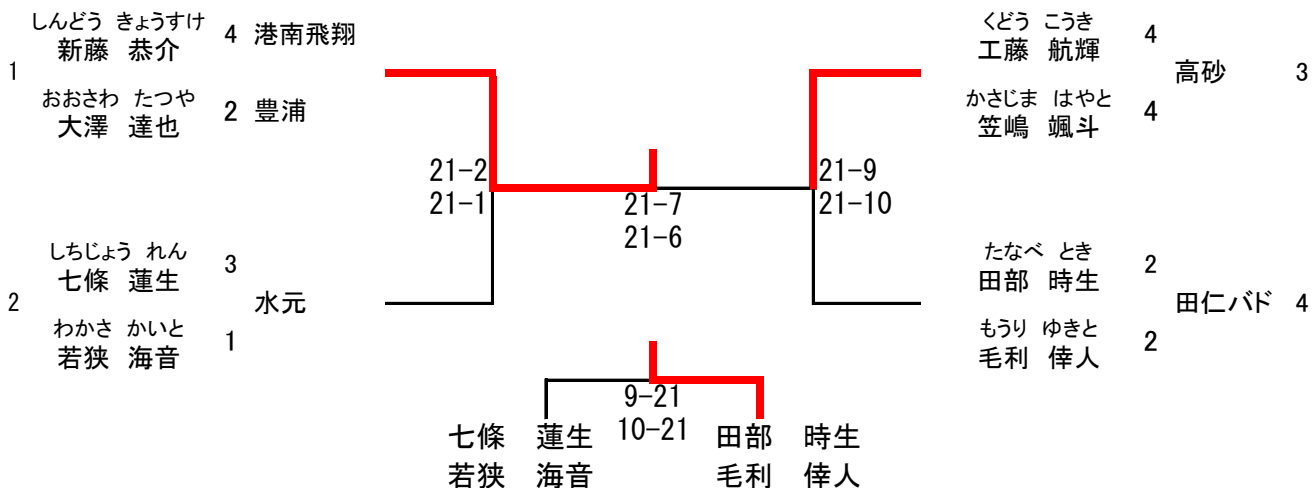 しんどう きょうすけ
新藤 恭介 4 港南飛翔
1
おおさわ たつや
大澤 達也 2 豊浦
くどう こうき
工藤 航輝 4
高砂 3
かさじま はやと
笠嶋 颯斗 4
21-2
21-1
21-7
21-6
21-9
21-10
しちじょう れん
七條 蓮生 3
2 水元
わかさ かいと
若狭 海音 1
たなべ とき
田部 時生 2
田仁バド 4
もうり ゆきと
毛利 倖人 2
9-21
10-21
七條 蓮生 田部 時生
若狭 海音 毛利 倖人